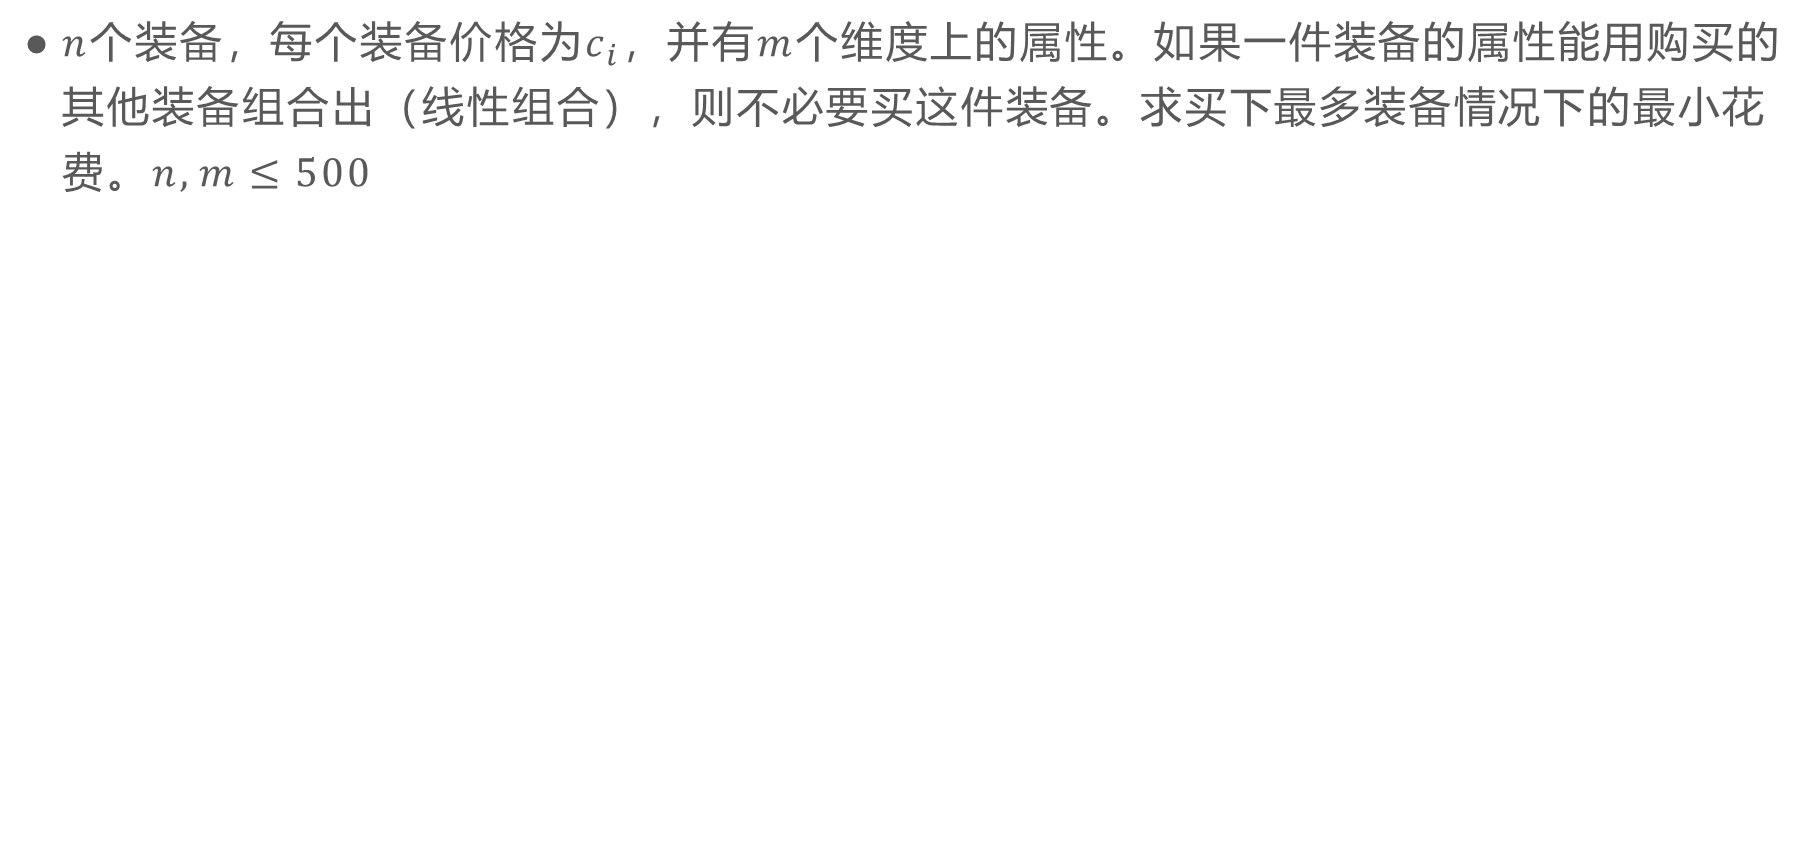 • n个装备，每个装备价格为cᵢ，并有m个维度上的属性。如果一件装备的属性能用购买的
其他装备组合出（线性组合），则不必要买这件装备。求买下最多装备情况下的最小花
费。n, m ≤ 500